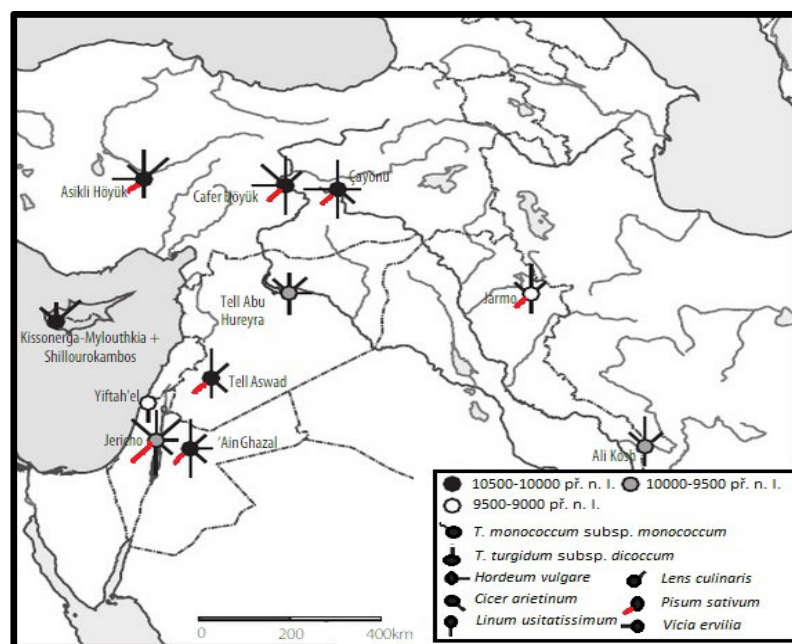 Asikli Höyük
Cafer Höyük
Çayönü
Tell Abu
Hureyra
Jarmo
Kissonerga-Mylouthkia +
Shillourokambos
Tell Aswad
Yiftah'el
Jericho
'Ain Ghazal
Ali Kosh
10500-10000 př. n. l.
10000-9500 př. n. l.
9500-9000 př. n. l.
T. monococcum subsp. monococcum
T. turgidum subsp. dicoccum
Hordeum vulgare
Lens culinaris
Cicer arietinum
Pisum sativum
Linum usitatissimum
Vicia ervilia
0 200 400km